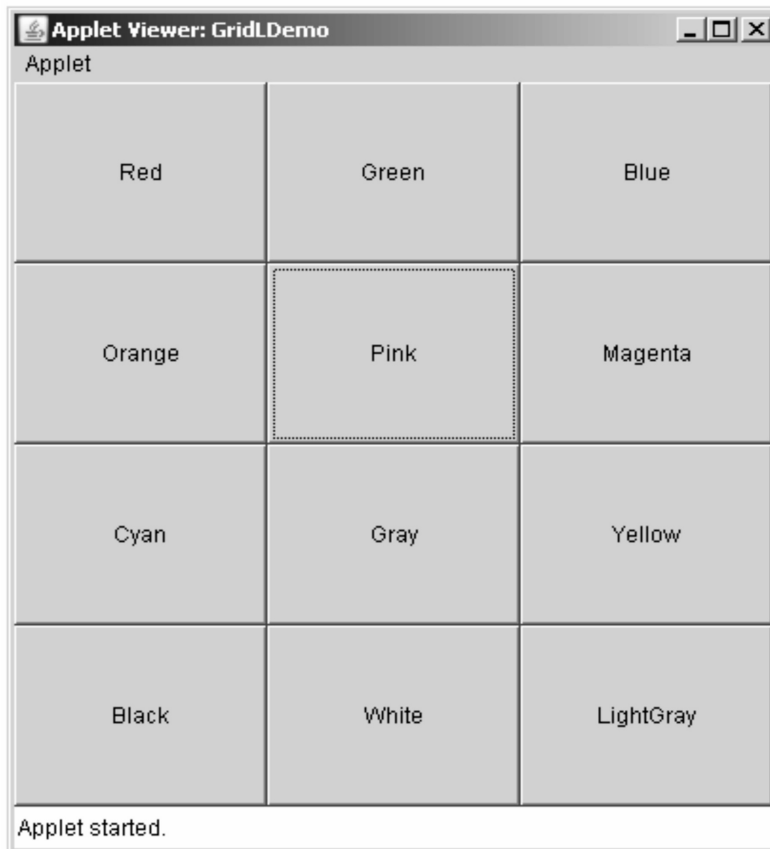 Applet Viewer: GridLDemo
Applet
Red Green Blue
Orange Pink Magenta
Cyan Gray Yellow
Black White LightGray
Applet started.